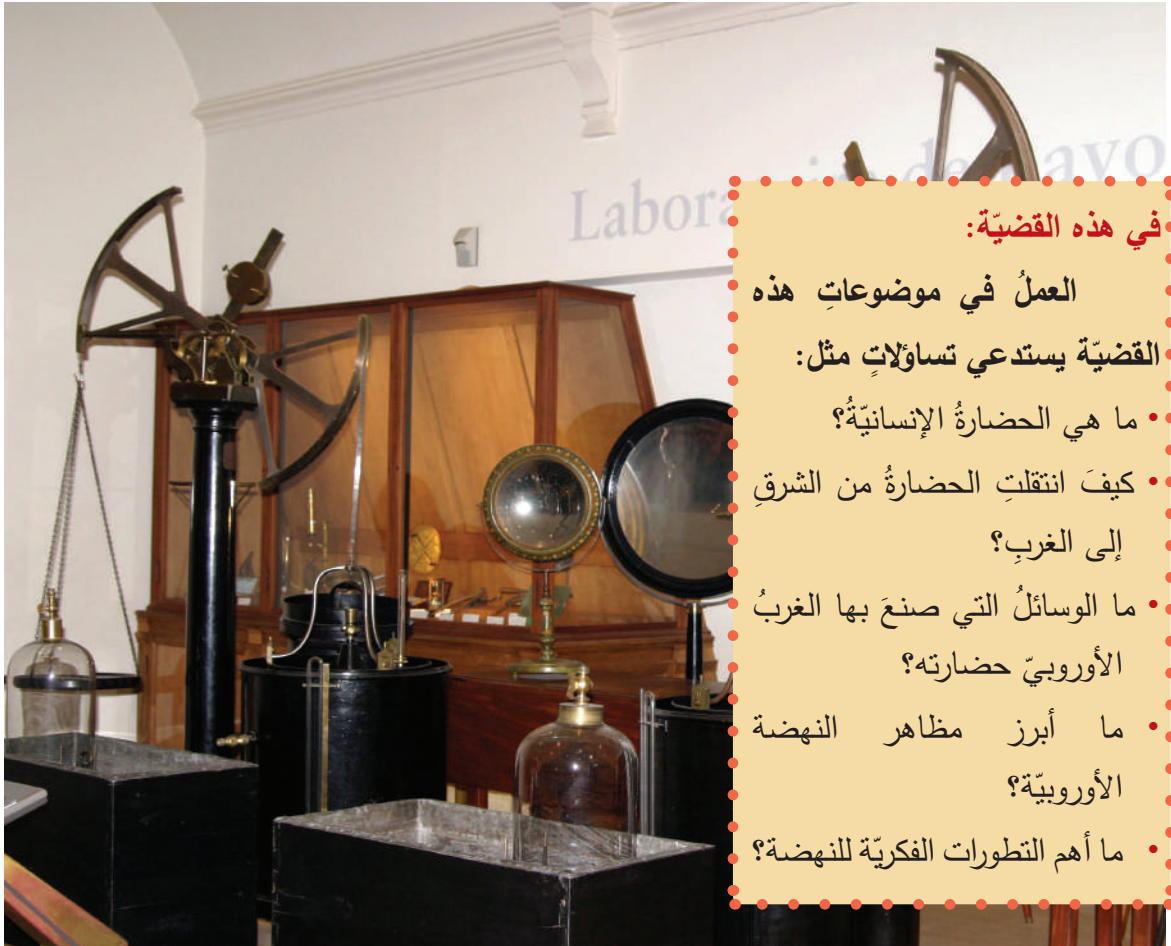 Labora
avo
في هذه القضيّة:
العملُ في موضوعاتِ هذه
القضيّة يستدعي تساؤلاتٍ مثل:
• ما هي الحضارةُ الإنسانيّةُ؟
• كيفَ انتقلتِ الحضارةُ من الشرقِ
إلى الغربِ؟
• ما الوسائلُ التي صنعَ بها الغربُ
الأوروبيّ حضارته؟
• ما أبرز مظاهر النهضة
الأوروبيّة؟
• ما أهم التطورات الفكريّة للنهضة؟